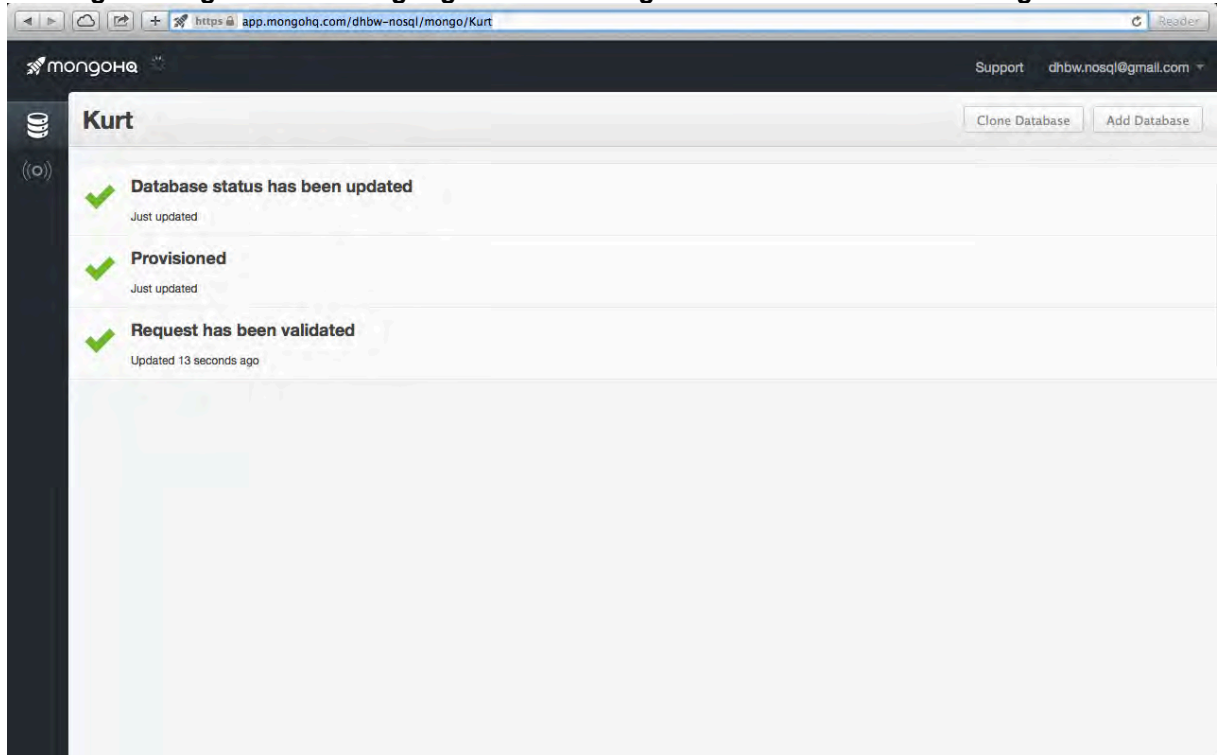 https app.mongohq.com/dhbw-nosql/mongo/Kurt Reader
mongoHQ Support dhbw.nosql@gmail.com
Kurt Clone Database Add Database
Database status has been updated
Just updated
Provisioned
Just updated
Request has been validated
Updated 13 seconds ago